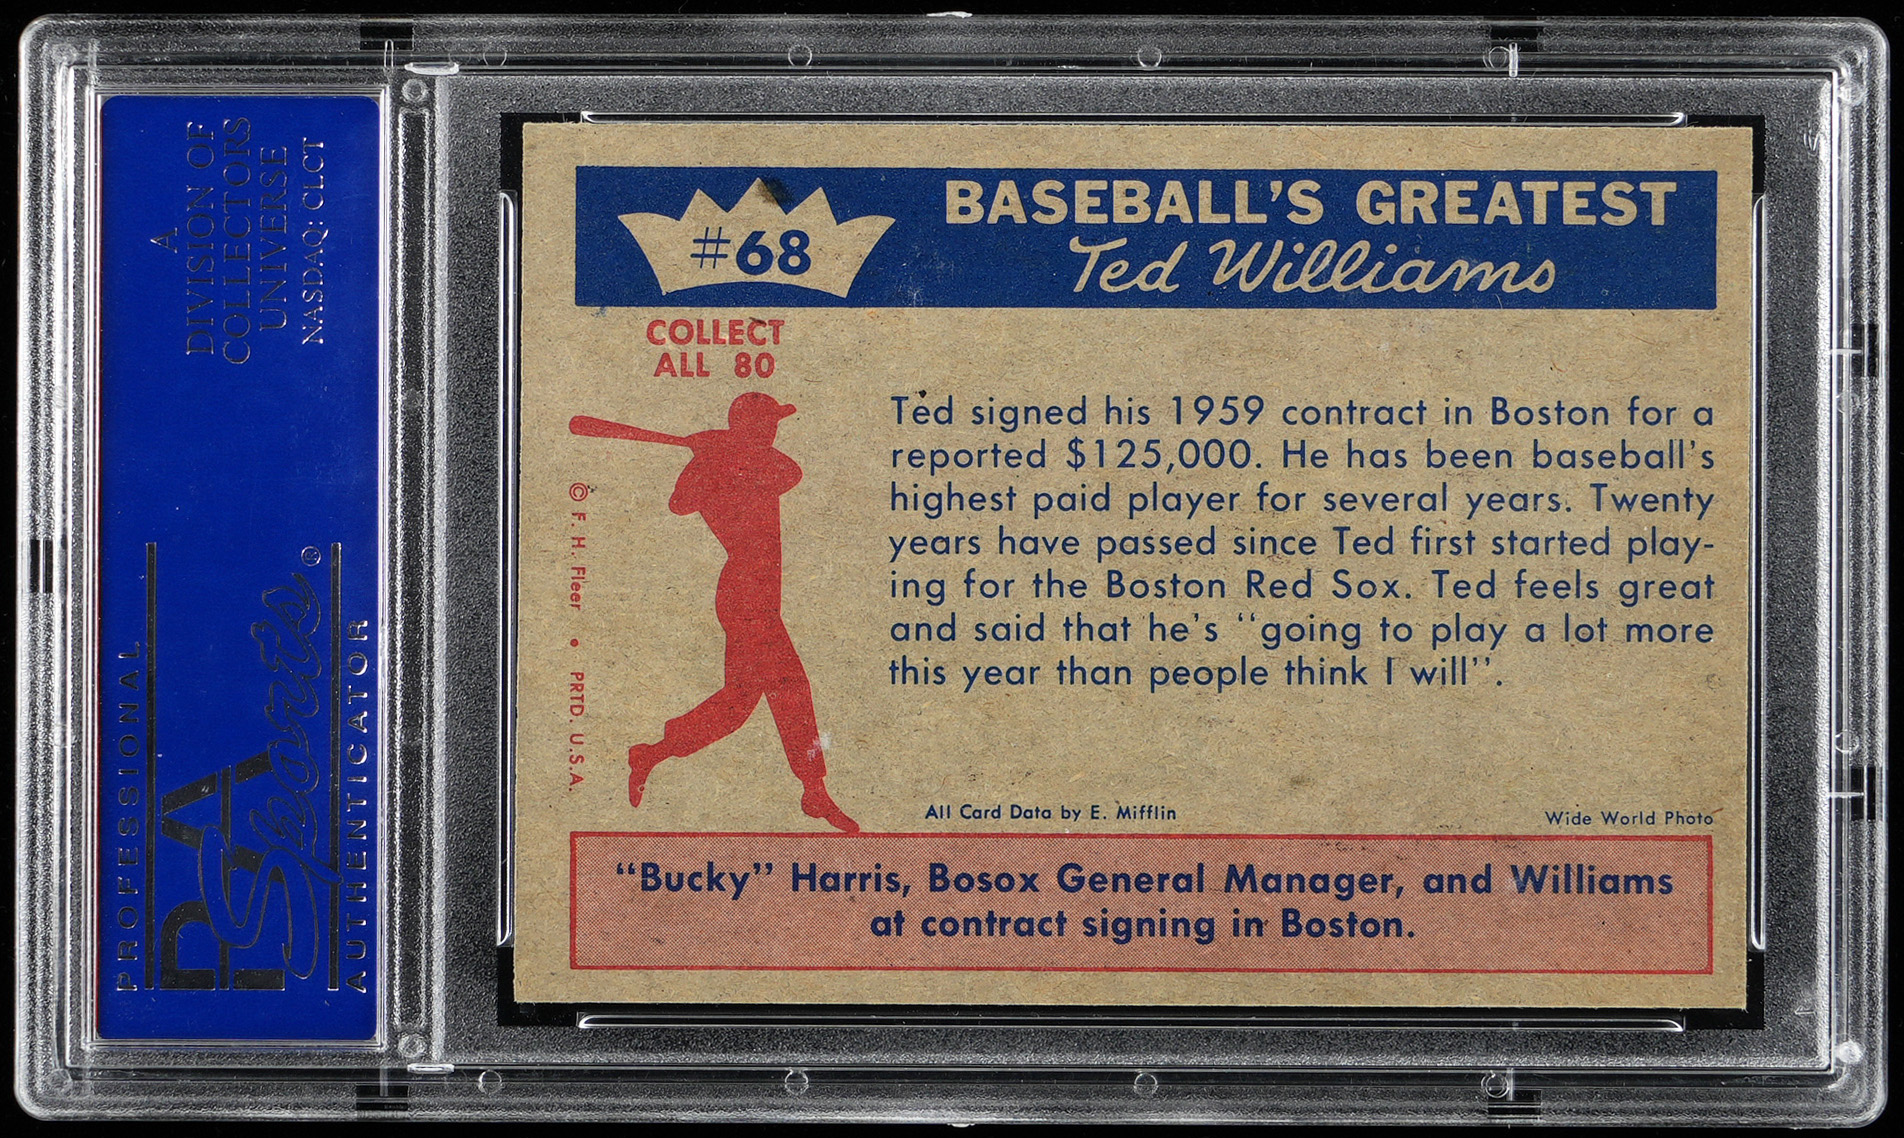 A
DIVISION OF
COLLECTORS
UNIVERSE
NASDAQ: CLCT
PROFESSIONAL
PSA
Sports®
AUTHENTICATOR
#68
BASEBALL'S GREATEST
Ted Williams
COLLECT
ALL 80
© F. H. Fleer • PRTD. U.S.A.
Ted signed his 1959 contract in Boston for a
reported $125,000. He has been baseball's
highest paid player for several years. Twenty
years have passed since Ted first started play-
ing for the Boston Red Sox. Ted feels great
and said that he's "going to play a lot more
this year than people think I will".
All Card Data by E. Mifflin
Wide World Photo
"Bucky" Harris, Bosox General Manager, and Williams
at contract signing in Boston.